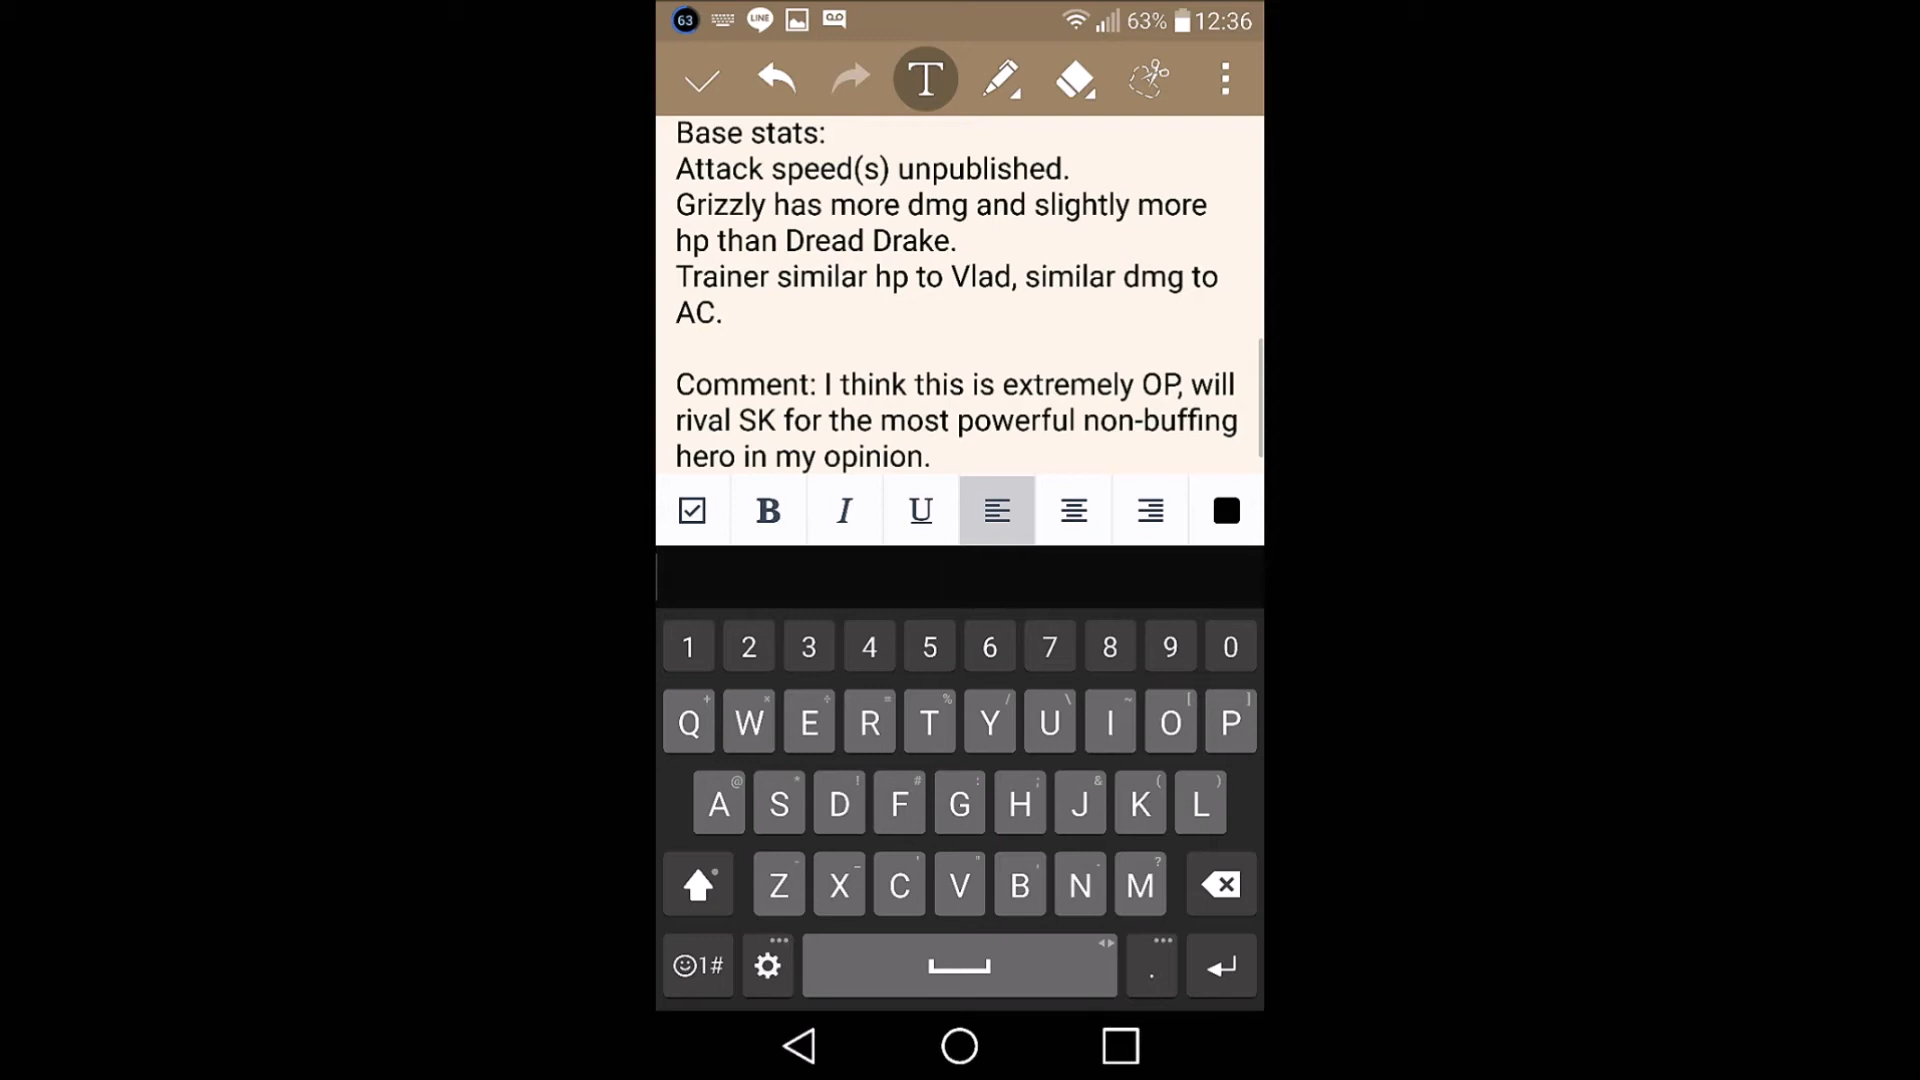 63 LINE 63% 12:36
T
Base stats:
Attack speed(s) unpublished.
Grizzly has more dmg and slightly more
hp than Dread Drake.
Trainer similar hp to Vlad, similar dmg to
AC.
Comment: I think this is extremely OP, will
rival SK for the most powerful non-buffing
hero in my opinion.
B I U
1 2 3 4 5 6 7 8 9 0
Q W E R T Y U I O P
A S D F G H J K L
Z X C V B N M
1# .